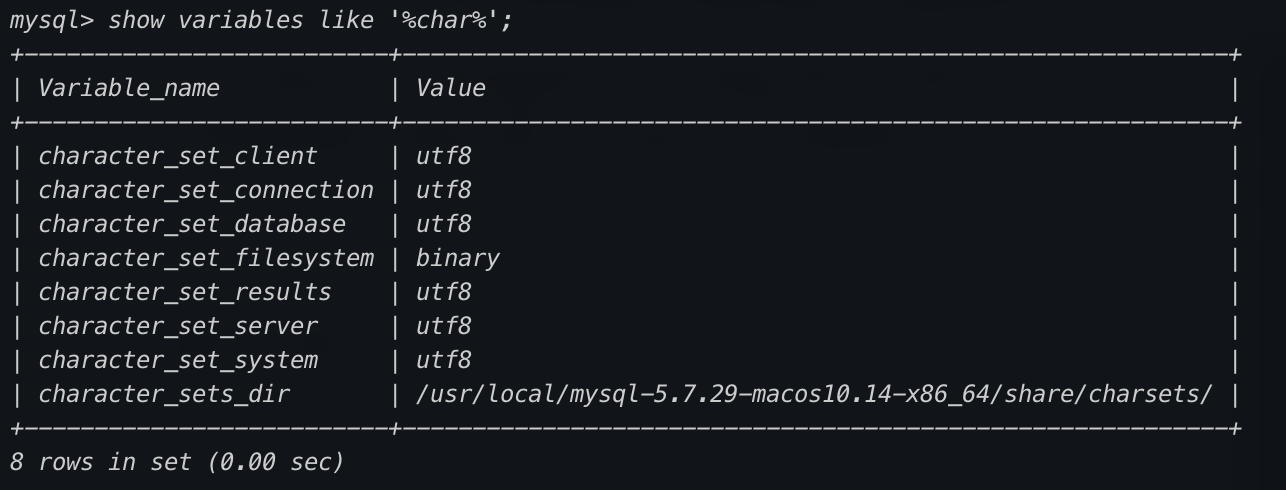 mysql> show variables like '%char%';
+--------------------------+--------------------------------------------------------+
| Variable_name            | Value                                                  |
+--------------------------+--------------------------------------------------------+
| character_set_client     | utf8                                                   |
| character_set_connection | utf8                                                   |
| character_set_database   | utf8                                                   |
| character_set_filesystem | binary                                                 |
| character_set_results    | utf8                                                   |
| character_set_server     | utf8                                                   |
| character_set_system     | utf8                                                   |
| character_sets_dir       | /usr/local/mysql-5.7.29-macos10.14-x86_64/share/charsets/ |
+--------------------------+--------------------------------------------------------+
8 rows in set (0.00 sec)